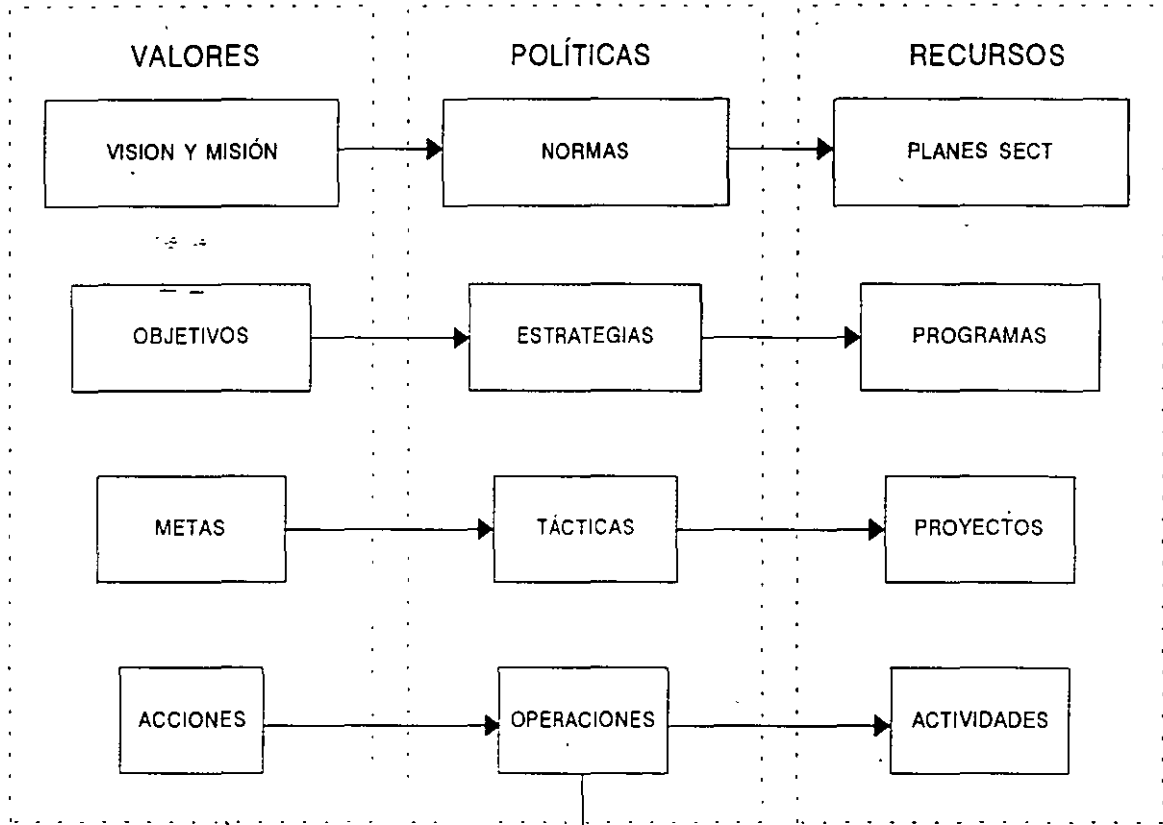 VALORES
POLÍTICAS
RECURSOS
VISION Y MISIÓN
NORMAS
PLANES SECT
OBJETIVOS
ESTRATEGIAS
PROGRAMAS
METAS
TÁCTICAS
PROYECTOS
ACCIONES
OPERACIONES
ACTIVIDADES